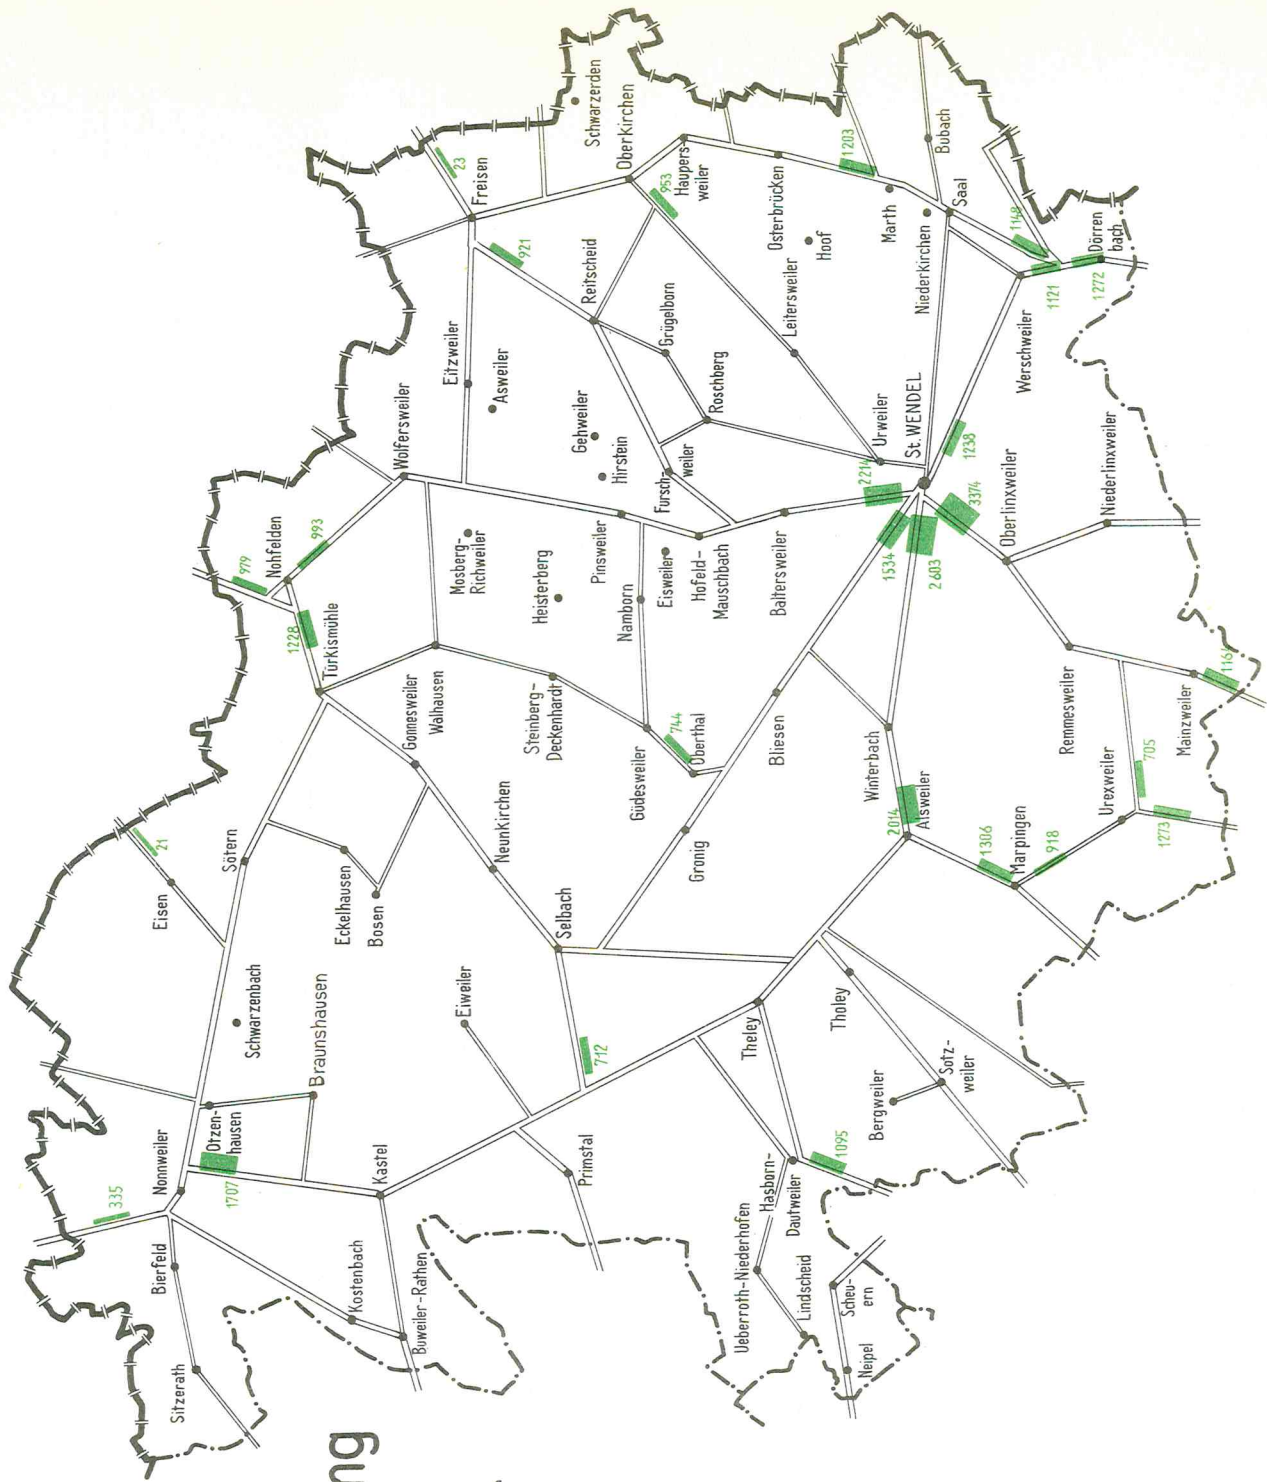 Schwarzerden
Oberkirchen
Haupers-
weiler
Freisen
23
953
921
1203
Bubach
Saal
Marth
Osterbrücken
Hoof
Niederkirchen
1148
Dörren
bach
1121
1272
Werschweiler
Reitscheid
Leitersweiler
Grügelborn
Roschberg
Eitzweiler
Asweiler
Gehweiler
Hirstein
Fursch-
weiler
Urweiler
St. WENDEL
1238
2214
3374
1534
2603
Wolfersweiler
Nohfelden
979
993
1228
Türkismühle
Mosberg-
Richweiler
Heisterberg
Pinsweiler
Namborn
Eisweiler
Hofeld-
Mauschbach
Baltersweiler
Oberlinxweiler
Niederlinxweiler
Gonnesweiler
Walhausen
Steinberg-
Deckenhardt
Güdesweiler
744
Oberthal
Bliesen
Winterbach
Remmesweiler
Mainzweiler
1161
705
Urexweiler
1273
Alsweiler
2014
1306
Marpingen
918
21
Eisen
Sötern
Eckelhausen
Bosen
Neunkirchen
Selbach
Gronig
Schwarzenbach
Braunshausen
Eiweiler
712
Theley
Tholey
Sotz-
weiler
Bergweiler
1095
Nonnweiler
Otzen-
hausen
1707
335
Kastel
Primstal
Hasborn-
Dautweiler
Bierfeld
Kostenbach
Buweiler-Rathen
Ueberroth-Niederhofen
Lindscheid
Scheu-
ern
Neipel
Sitzerath
ng